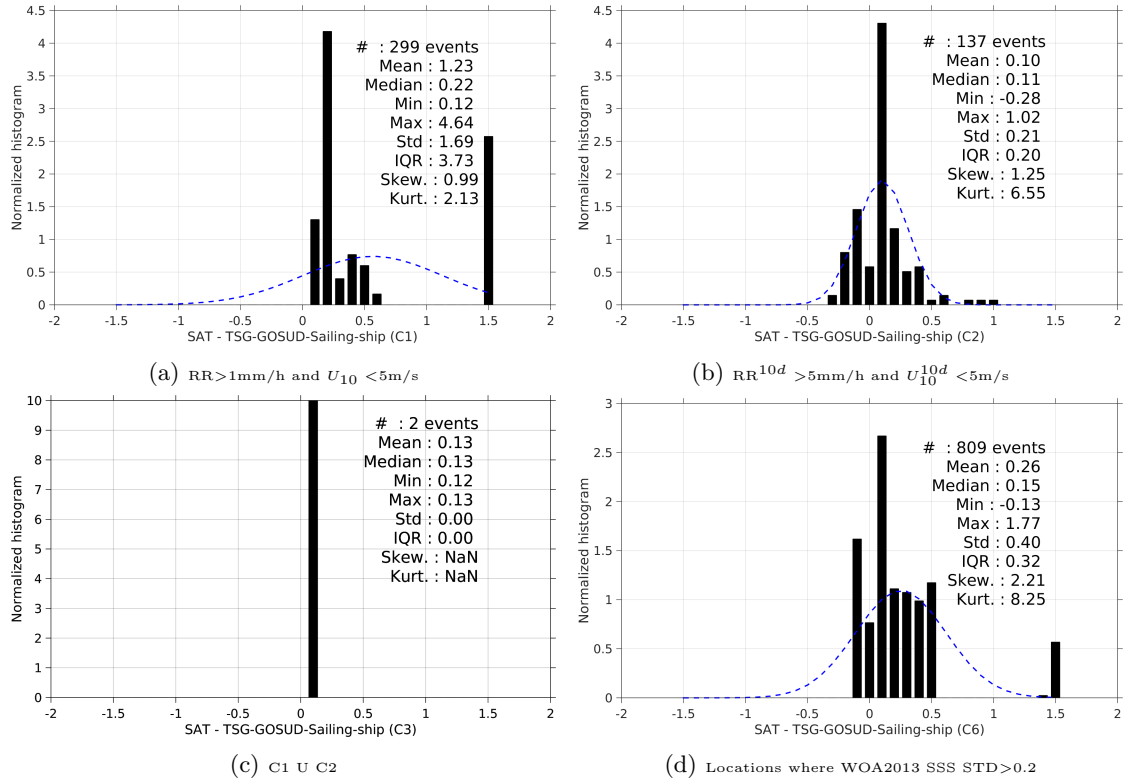 4.5
4
3.5
3
2.5
2
1.5
1
0.5
0
Normalized histogram
# : 299 events
Mean : 1.23
Median : 0.22
Min : 0.12
Max : 4.64
Std : 1.69
IQR : 3.73
Skew. : 0.99
Kurt. : 2.13
-2 -1.5 -1 -0.5 0 0.5 1 1.5 2
SAT - TSG-GOSUD-Sailing-ship (C1)
(a) RR>1mm/h and U10 <5m/s
4.5
4
3.5
3
2.5
2
1.5
1
0.5
0
Normalized histogram
# : 137 events
Mean : 0.10
Median : 0.11
Min : -0.28
Max : 1.02
Std : 0.21
IQR : 0.20
Skew. : 1.25
Kurt. : 6.55
-2 -1.5 -1 -0.5 0 0.5 1 1.5 2
SAT - TSG-GOSUD-Sailing-ship (C2)
(b) RR^10d >5mm/h and U10^10d <5m/s
10
9
8
7
6
5
4
3
2
1
0
Normalized histogram
# : 2 events
Mean : 0.13
Median : 0.13
Min : 0.12
Max : 0.13
Std : 0.00
IQR : 0.00
Skew. : NaN
Kurt. : NaN
-2 -1.5 -1 -0.5 0 0.5 1 1.5 2
SAT - TSG-GOSUD-Sailing-ship (C3)
(c) C1 U C2
3
2.5
2
1.5
1
0.5
0
Normalized histogram
# : 809 events
Mean : 0.26
Median : 0.15
Min : -0.13
Max : 1.77
Std : 0.40
IQR : 0.32
Skew. : 2.21
Kurt. : 8.25
-2 -1.5 -1 -0.5 0 0.5 1 1.5 2
SAT - TSG-GOSUD-Sailing-ship (C6)
(d) Locations where WOA2013 SSS STD>0.2